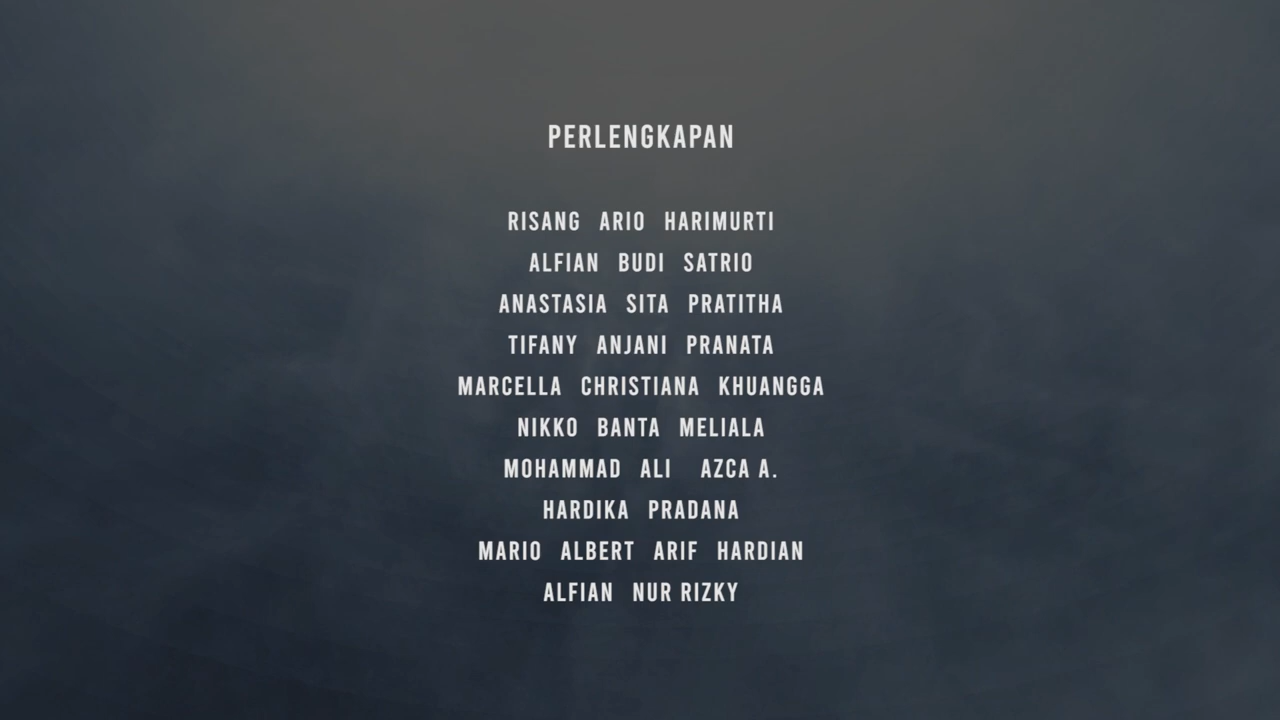 PERLENGKAPAN
RISANG ARIO HARIMURTI
ALFIAN BUDI SATRIO
ANASTASIA SITA PRATITHA
TIFANY ANJANI PRANATA
MARCELLA CHRISTIANA KHUANGGA
NIKKO BANTA MELIALA
MOHAMMAD ALI AZCA A.
HARDIKA PRADANA
MARIO ALBERT ARIF HARDIAN
ALFIAN NUR RIZKY